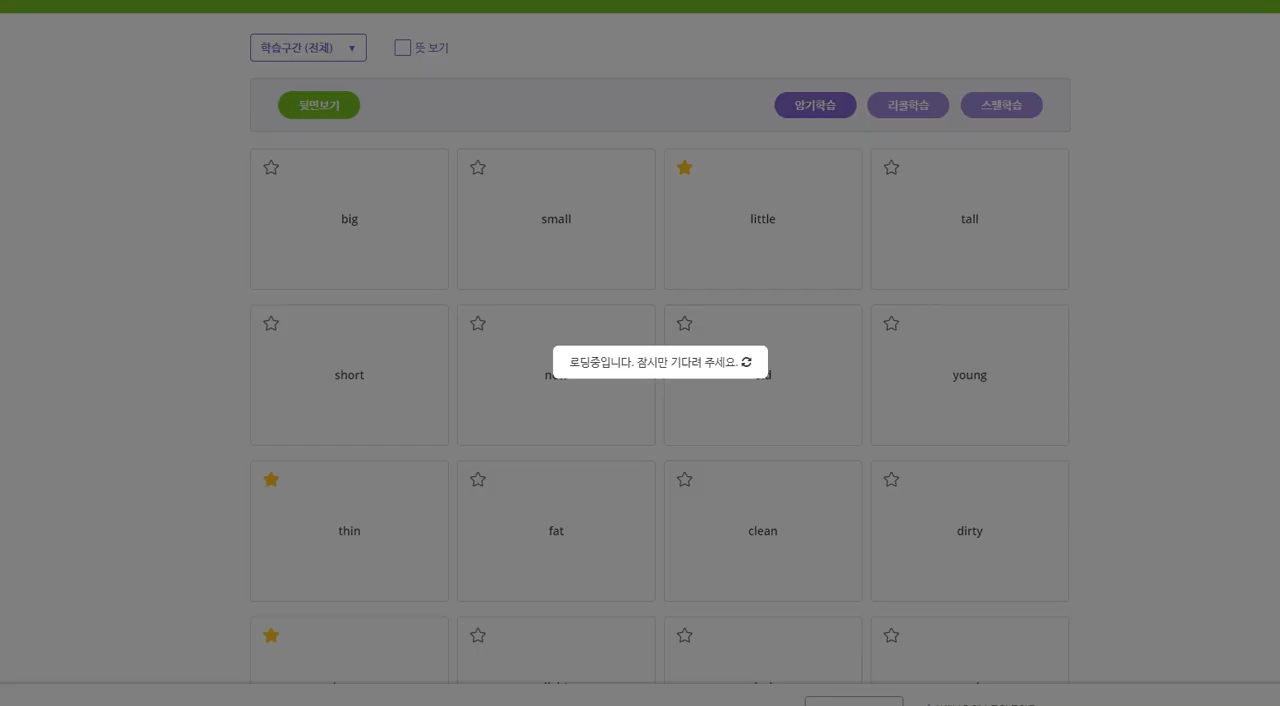 학습구간 (전체) ▼ 뜻 보기
뒷면보기 암기학습 리콜학습 스펠학습
big small little tall
로딩중입니다. 잠시만 기다려 주세요.
short young
thin fat clean dirty